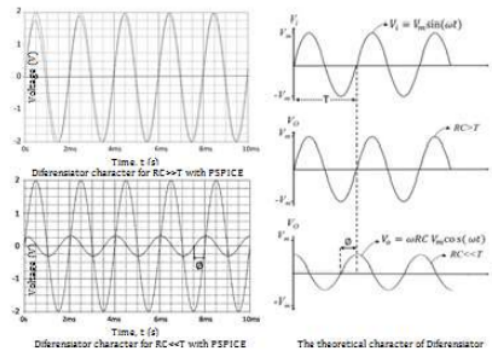 2
1
0
-1
-2
Voltage (V)
0s 2ms 4ms 6ms 8ms 10ms
Time, t (s)
Diferensiator character for RC>>T with PSPICE
2
1
0
-1
-2
Voltage (V)
Ø
0s 2ms 4ms 6ms 8ms 10ms
Time, t (s)
Diferensiator character for RC<<T with PSPICE
Vi
Vm
-Vm
Vi = Vm sin(ωt)
T
VO
Vm
-Vm
RC>T
VO
Vm
-Vm
Ø
Vo = ωRC Vm cos(ωt)
RC<<T
The theoretical character of Diferensiator